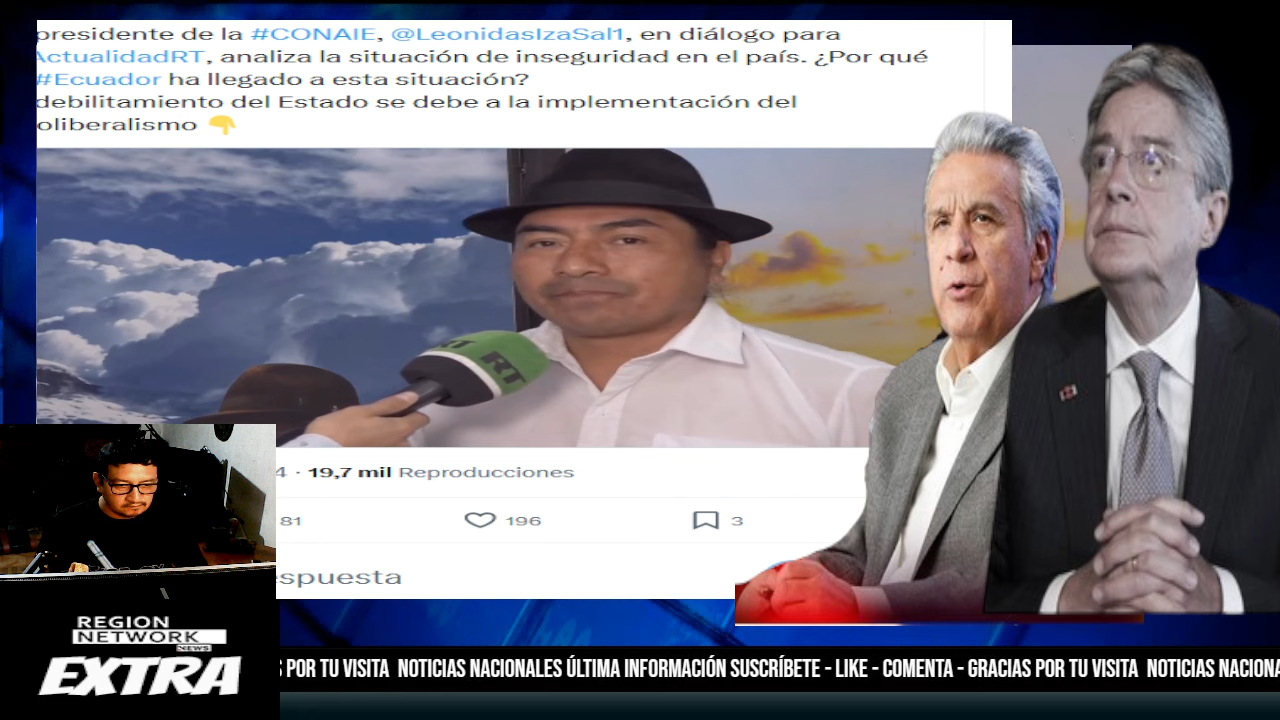 presidente de la #CONAIE, @LeonidasIzaSal1, en diálogo para
ActualidadRT, analiza la situación de inseguridad en el país. ¿Por qué
#Ecuador ha llegado a esta situación?
debilitamiento del Estado se debe a la implementación del
oliberalismo 👇
RT
4 · 19,7 mil Reproducciones
81 196 3
espuesta
REGION
NETWORK
NEWS
EXTRA
S POR TU VISITA NOTICIAS NACIONALES ÚLTIMA INFORMACIÓN SUSCRÍBETE - LIKE - COMENTA - GRACIAS POR TU VISITA NOTICIAS NACIONA